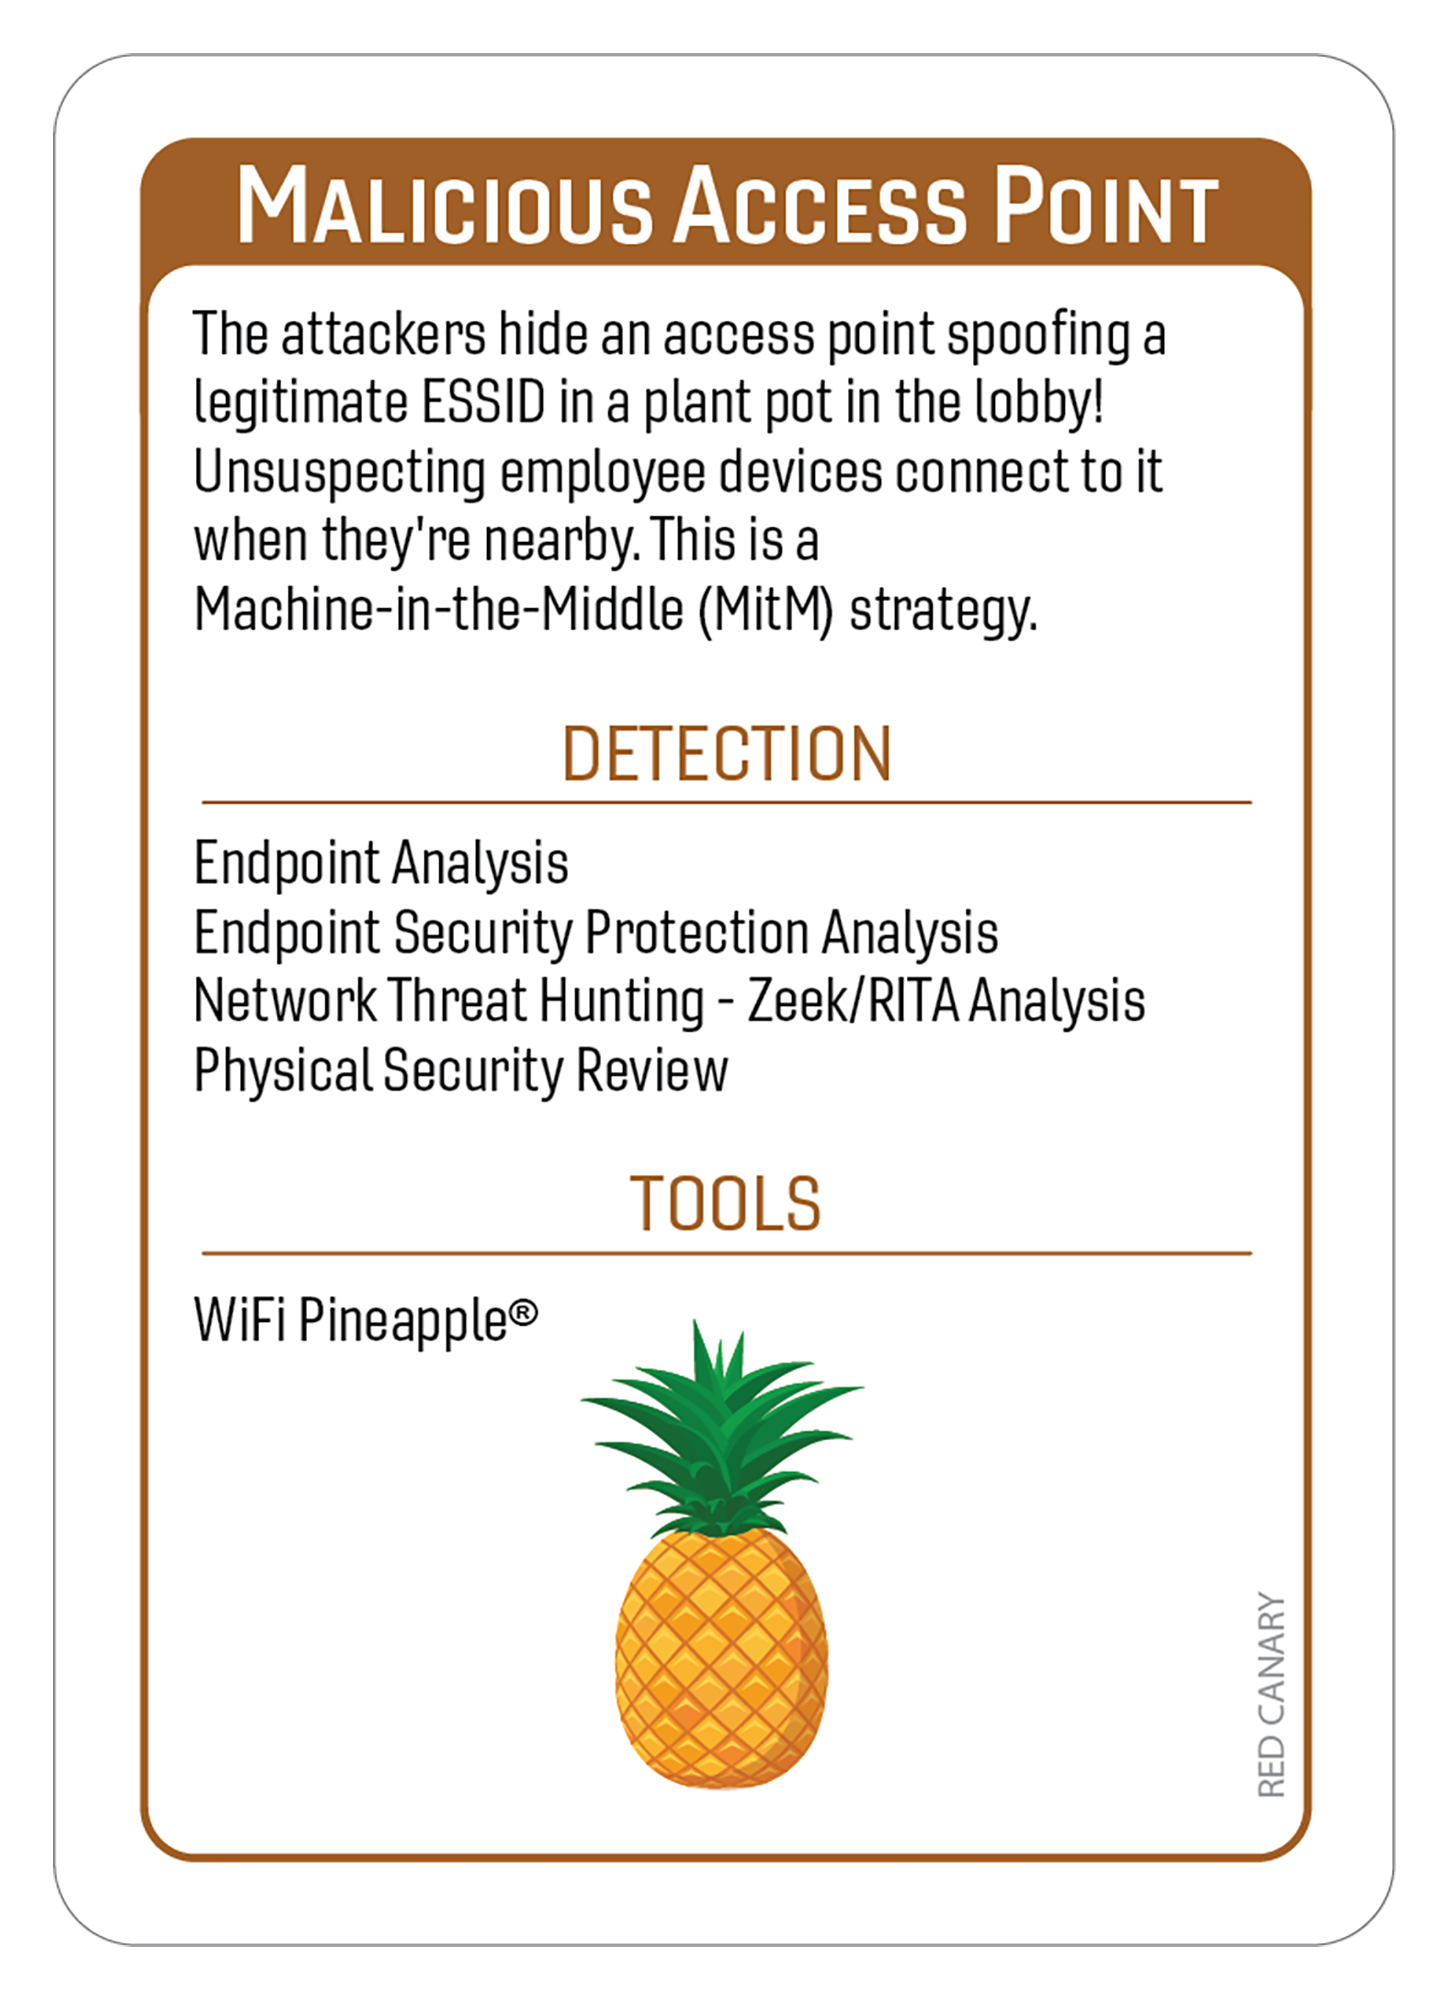 MALICIOUS ACCESS POINT
The attackers hide an access point spoofing a
legitimate ESSID in a plant pot in the lobby!
Unsuspecting employee devices connect to it
when they're nearby. This is a
Machine-in-the-Middle (MitM) strategy.
DETECTION
Endpoint Analysis
Endpoint Security Protection Analysis
Network Threat Hunting - Zeek/RITA Analysis
Physical Security Review
TOOLS
WiFi Pineapple®
RED CANARY